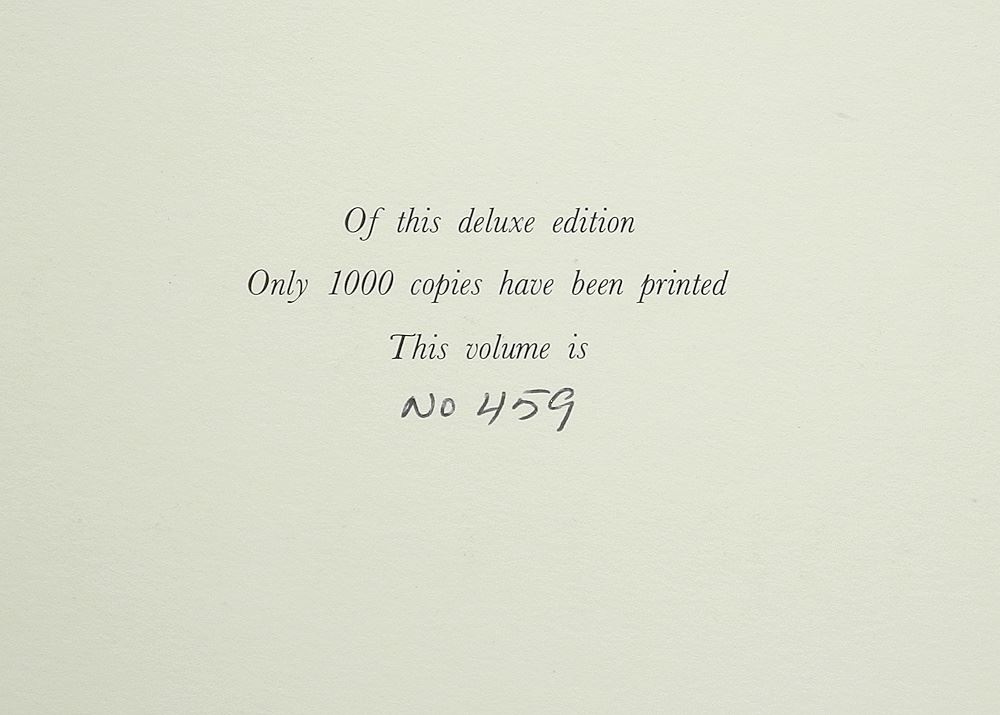 Of this deluxe edition
Only 1000 copies have been printed
This volume is
No 459